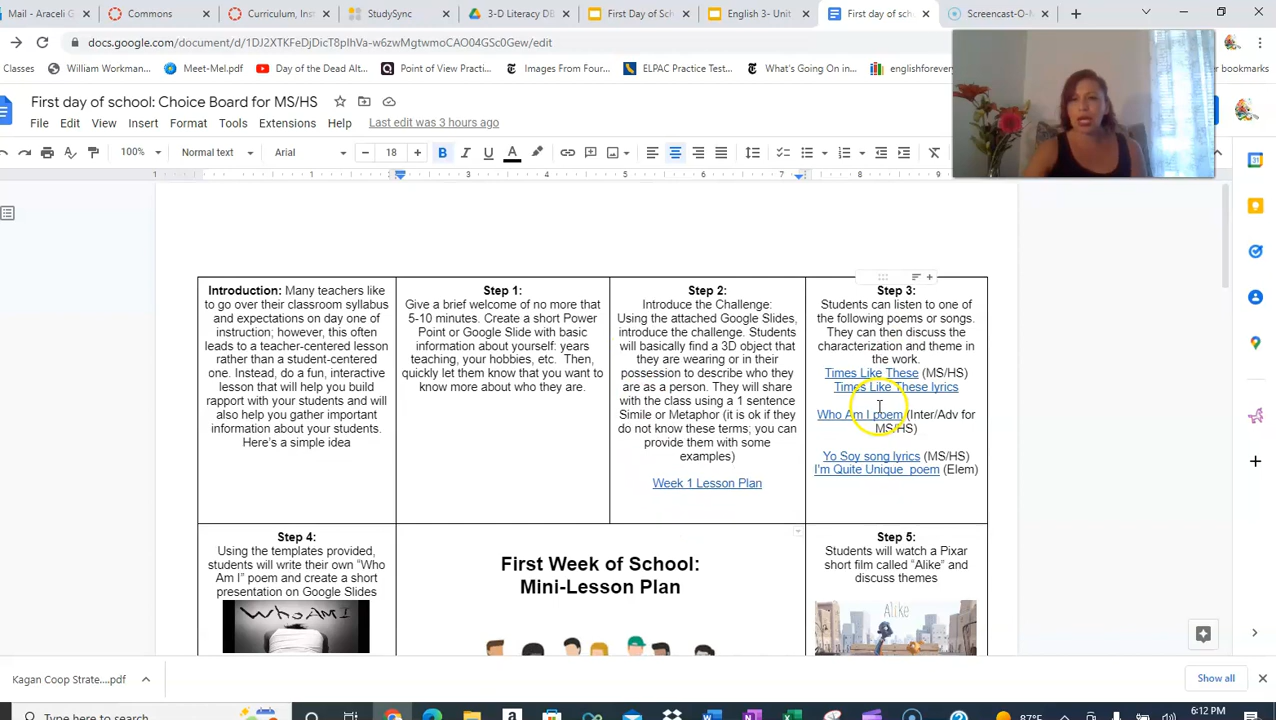 Mail - Araceli G
Commons
Curriculum, Inst
StudySync
3-D Literacy DB
First Day of Sch
English 3- Unit
First day of scho
Screencast-O-M
docs.google.com/document/d/1DJ2XTKFeDjDicT8pIhVa-w6zwMgtwmoCAO04GSc0Gew/edit
Classes
William Workman...
Meet-Mel.pdf
Day of the Dead Alt...
Point of View Practi...
Images From Four...
ELPAC Practice Test...
What's Going On in...
englishforevery
bookmarks
First day of school: Choice Board for MS/HS
File Edit View Insert Format Tools Extensions Help Last edit was 3 hours ago
100% Normal text Arial 18
Introduction: Many teachers like
to go over their classroom syllabus
and expectations on day one of
instruction; however, this often
leads to a teacher-centered lesson
rather than a student-centered
one. Instead, do a fun, interactive
lesson that will help you build
rapport with your students and will
also help you gather important
information about your students.
Here's a simple idea
Step 1:
Give a brief welcome of no more that
5-10 minutes. Create a short Power
Point or Google Slide with basic
information about yourself: years
teaching, your hobbies, etc. Then,
quickly let them know that you want to
know more about who they are.
Step 2:
Introduce the Challenge:
Using the attached Google Slides,
introduce the challenge. Students
will basically find a 3D object that
they are wearing or in their
possession to describe who they
are as a person. They will share
with the class using a 1 sentence
Simile or Metaphor (it is ok if they
do not know these terms; you can
provide them with some
examples)
Week 1 Lesson Plan
Step 3:
Students can listen to one of
the following poems or songs.
They can then discuss the
characterization and theme in
the work.
Times Like These (MS/HS)
Times Like These lyrics
Who Am I poem (Inter/Adv for
MS/HS)
Yo Soy song lyrics (MS/HS)
I'm Quite Unique poem (Elem)
Step 4:
Using the templates provided,
students will write their own "Who
Am I" poem and create a short
presentation on Google Slides
WHO AM I
First Week of School:
Mini-Lesson Plan
Step 5:
Students will watch a Pixar
short film called "Alike" and
discuss themes
Alike
Kagan Coop Strate....pdf
Show all
Type here to search
87°F
6:12 PM